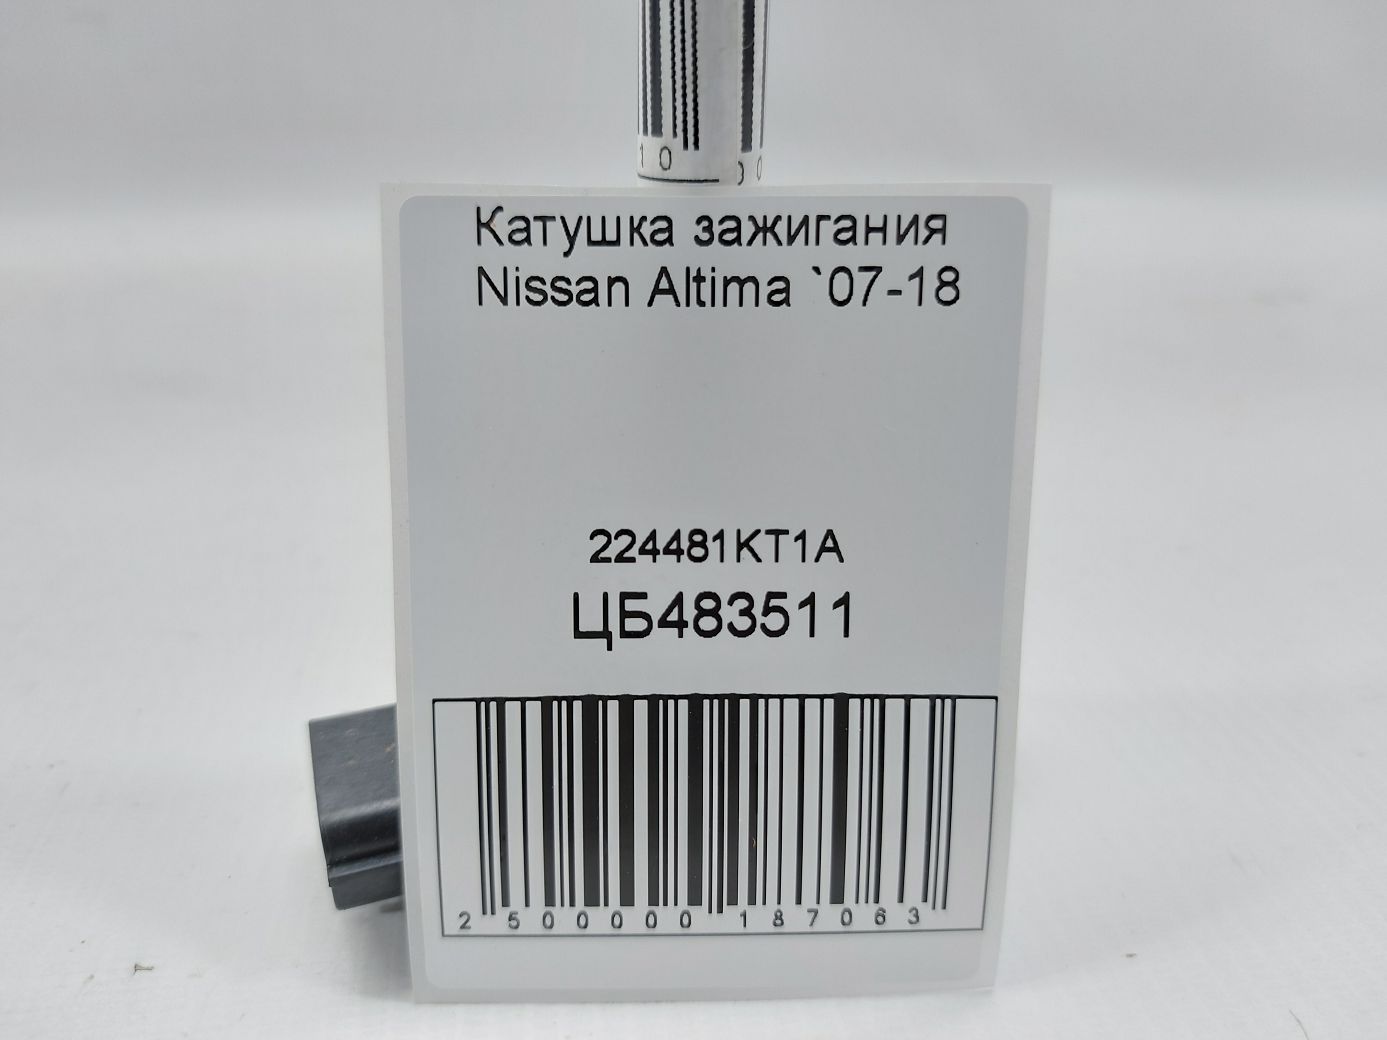 Катушка зажигания
Nissan Altima `07-18
224481KT1A
ЦБ483511
2 500000 187063